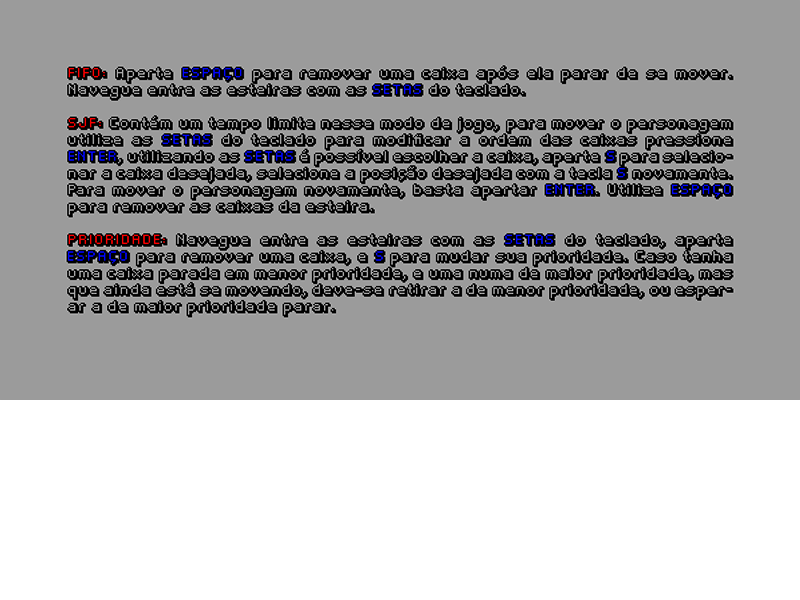 FIFO: Aperte ESPAÇO para remover uma caixa após ela parar de se mover.
Navegue entre as esteiras com as SETAS do teclado.
SJF: Contém um tempo limite nesse modo de jogo, para mover o personagem
utilize as SETAS do teclado para modificar a ordem das caixas pressione
ENTER, utilizando as SETAS é possível escolher a caixa, aperte S para selecio-
nar a caixa desejada, selecione a posição desejada com a tecla S novamente.
Para mover o personagem novamente, basta apertar ENTER. Utilize ESPAÇO
para remover as caixas da esteira.
PRIORIDADE: Navegue entre as esteiras com as SETAS do teclado, aperte
ESPAÇO para remover uma caixa, e S para mudar sua prioridade. Caso tenha
uma caixa parada em menor prioridade, e uma numa de maior prioridade, mas
que ainda está se movendo, deve-se retirar a de menor prioridade, ou esper-
ar a de maior prioridade parar.